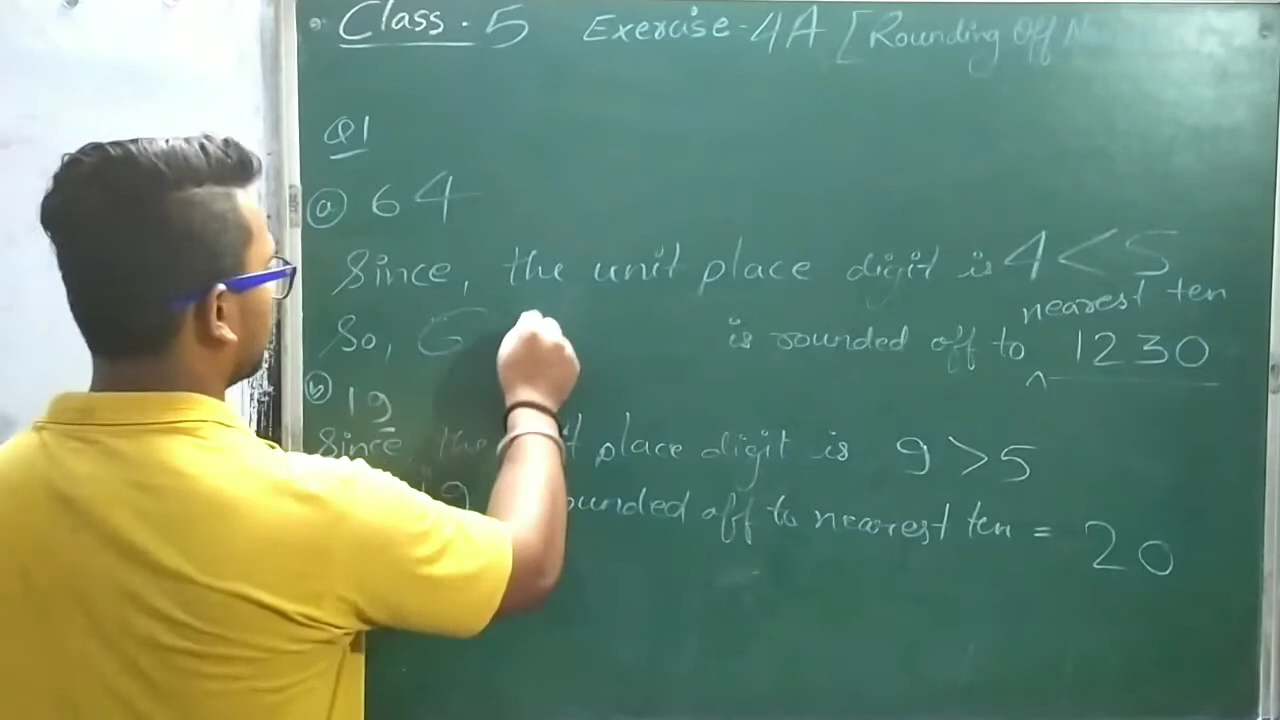 Class - 5 Exercise - 4A [Rounding Off
Q1
(a) 64
Since, the unit place digit is 4 < 5
nearest ten
So, 6 is rounded off to ^ 1230
(b) 19
Since, the place digit is 9 > 5
19 rounded off to nearest ten = 20